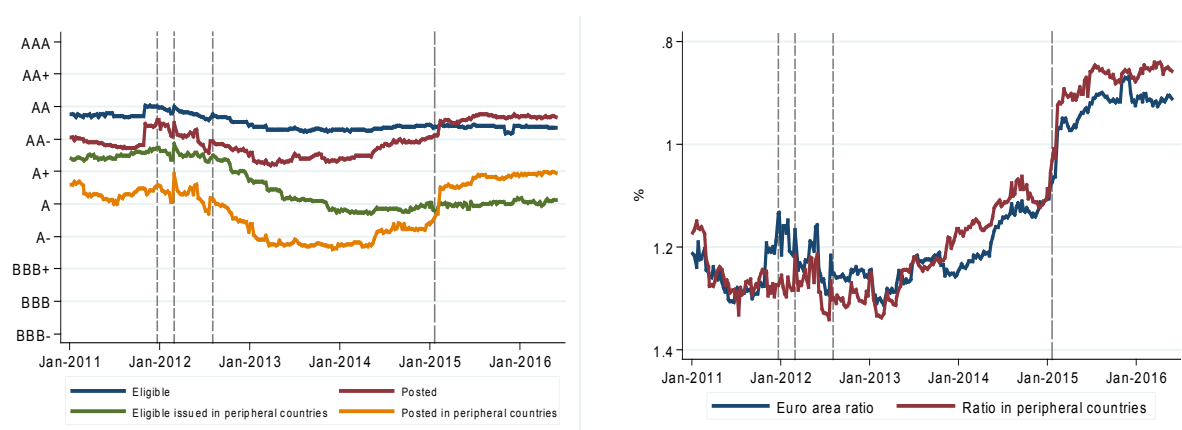 AAA
AA+
AA
AA-
A+
A
A-
BBB+
BBB
BBB-
Jan-2011 Jan-2012 Jan-2013 Jan-2014 Jan-2015 Jan-2016
Eligible Posted
Eligible issued in peripheral countries Posted in peripheral countries
%
.8
1
1.2
1.4
Jan-2011 Jan-2012 Jan-2013 Jan-2014 Jan-2015 Jan-2016
Euro area ratio Ratio in peripheral countries